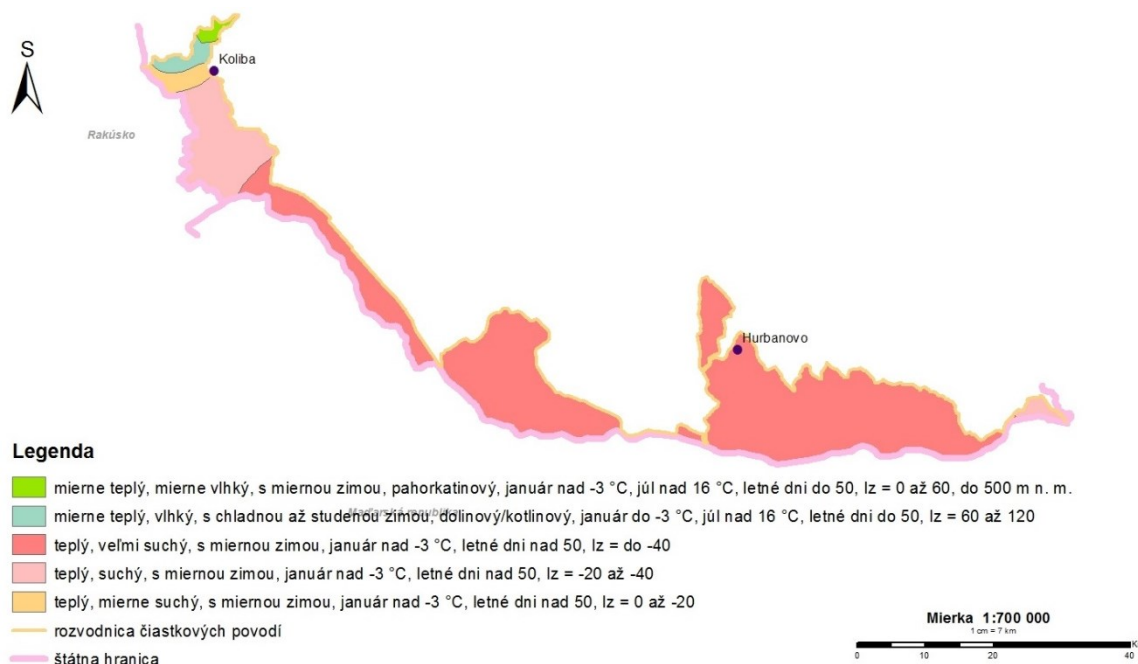 S
Koliba
Rakúsko
Hurbanovo
Legenda
mierne teplý, mierne vlhký, s miernou zimou, pahorkatinový, január nad -3 °C, júl nad 16 °C, letné dni do 50, Iz = 0 až 60, do 500 m n. m.
Maďarská republika
mierne teplý, vlhký, s chladnou až studenou zimou, dolinový/kotlinový, január do -3 °C, júl nad 16 °C, letné dni do 50, Iz = 60 až 120
teplý, veľmi suchý, s miernou zimou, január nad -3 °C, letné dni nad 50, Iz = do -40
teplý, suchý, s miernou zimou, január nad -3 °C, letné dni nad 50, Iz = -20 až -40
teplý, mierne suchý, s miernou zimou, január nad -3 °C, letné dni nad 50, Iz = 0 až -20
rozvodnica čiastkových povodí
štátna hranica
Mierka 1:700 000
1 cm = 7 km
0 10 20 40 K